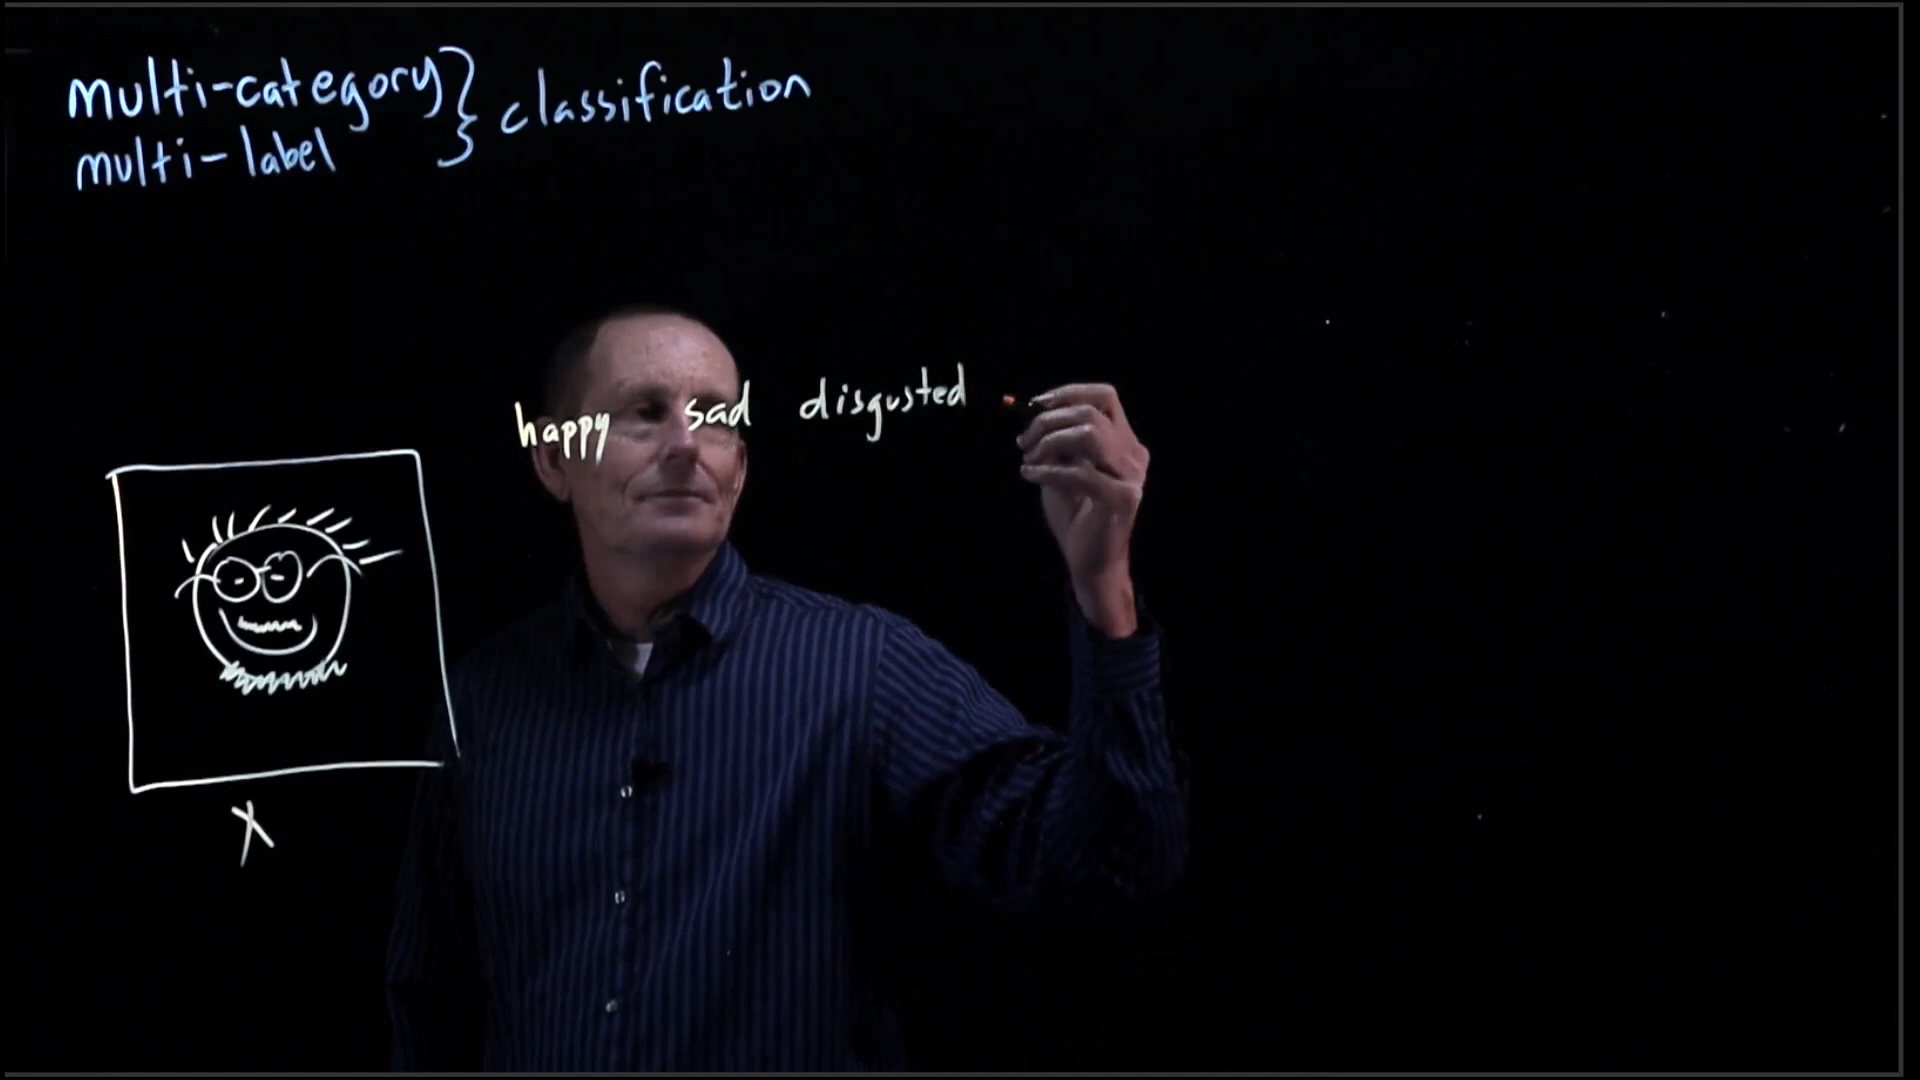 multi-category } classification
multi-label
happy sad disgusted
X